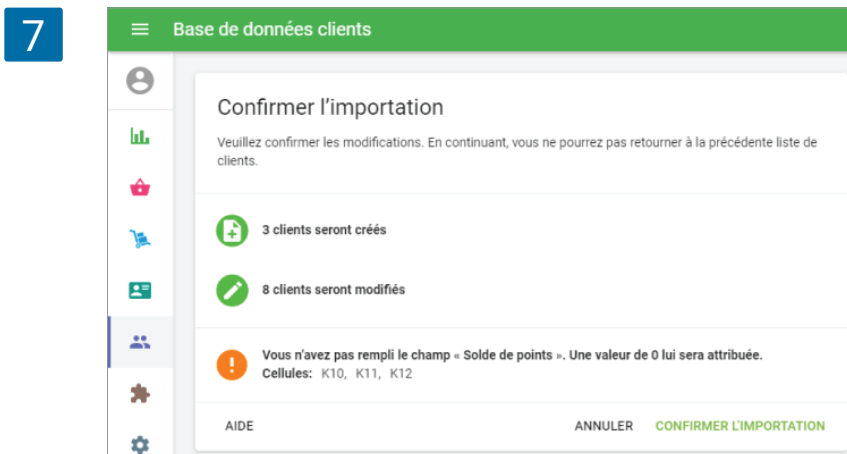 7
Base de données clients
Confirmer l’importation
Veuillez confirmer les modifications. En continuant, vous ne pourrez pas retourner à la précédente liste de
clients.
3 clients seront créés
8 clients seront modifiés
Vous n'avez pas rempli le champ « Solde de points ». Une valeur de 0 lui sera attribuée.
Cellules: K10, K11, K12
AIDE ANNULER CONFIRMER L'IMPORTATION